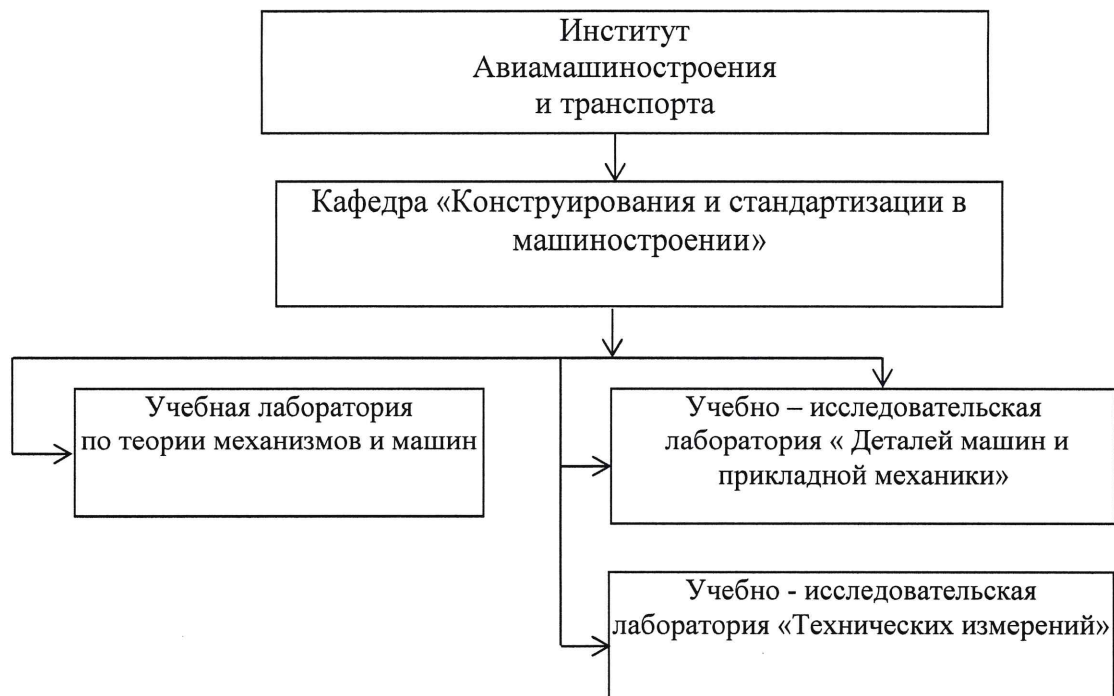 Институт
Авиамашиностроения
и транспорта
Кафедра «Конструирования и стандартизации в
машиностроении»
Учебная лаборатория
по теории механизмов и машин
Учебно – исследовательская
лаборатория « Деталей машин и
прикладной механики»
Учебно - исследовательская
лаборатория «Технических измерений»